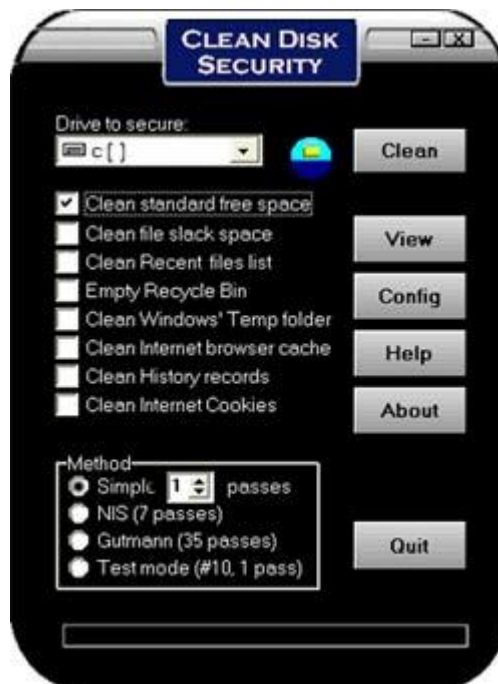 CLEAN DISK
SECURITY
- X
Drive to secure:
c [ ]
Clean
Clean standard free space
Clean file slack space
View
Clean Recent files list
Empty Recycle Bin
Config
Clean Windows' Temp folder
Clean Internet browser cache
Help
Clean History records
Clean Internet Cookies
About
Method
Simple 1 passes
NIS (7 passes)
Gutmann (35 passes)
Quit
Test mode (#10, 1 pass)